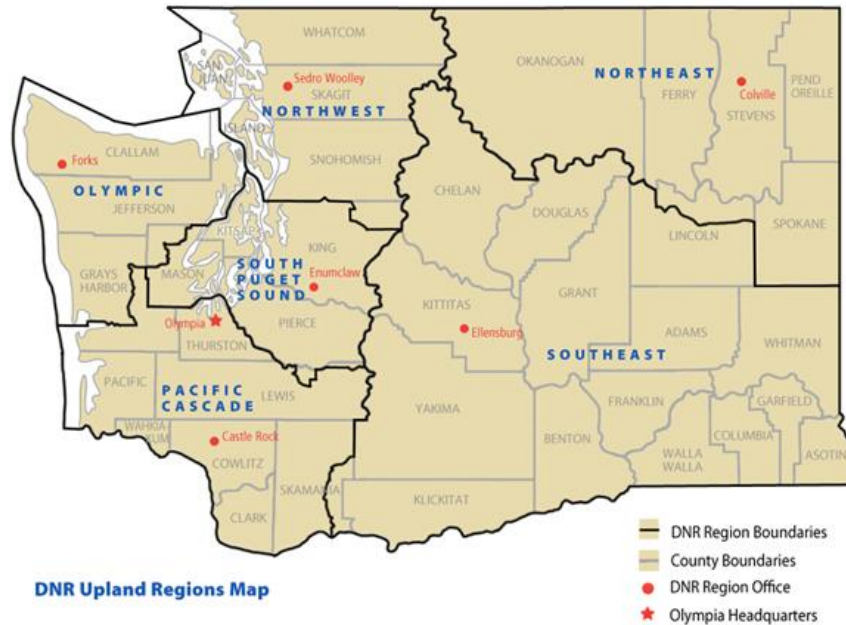 WHATCOM
OKANOGAN
NORTHEAST
FERRY
PEND
OREILLE
SAN
JUAN
Sedro Woolley
SKAGIT
Colville
STEVENS
NORTHWEST
ISLAND
CLALLAM
Forks
SNOHOMISH
OLYMPIC
JEFFERSON
CHELAN
DOUGLAS
SPOKANE
LINCOLN
KITSAP
KING
GRAYS
HARBOR
MASON
SOUTH
PUGET
SOUND
Enumclaw
KITTITAS
GRANT
Olympia
PIERCE
Ellensburg
ADAMS
THURSTON
SOUTHEAST
WHITMAN
PACIFIC
PACIFIC
CASCADE
LEWIS
YAKIMA
FRANKLIN
GARFIELD
WAHKIA-
KUM
Castle Rock
COWLITZ
BENTON
WALLA
WALLA
COLUMBIA
ASOTIN
SKAMANIA
KLICKITAT
CLARK
DNR Region Boundaries
County Boundaries
DNR Region Office
Olympia Headquarters
DNR Upland Regions Map